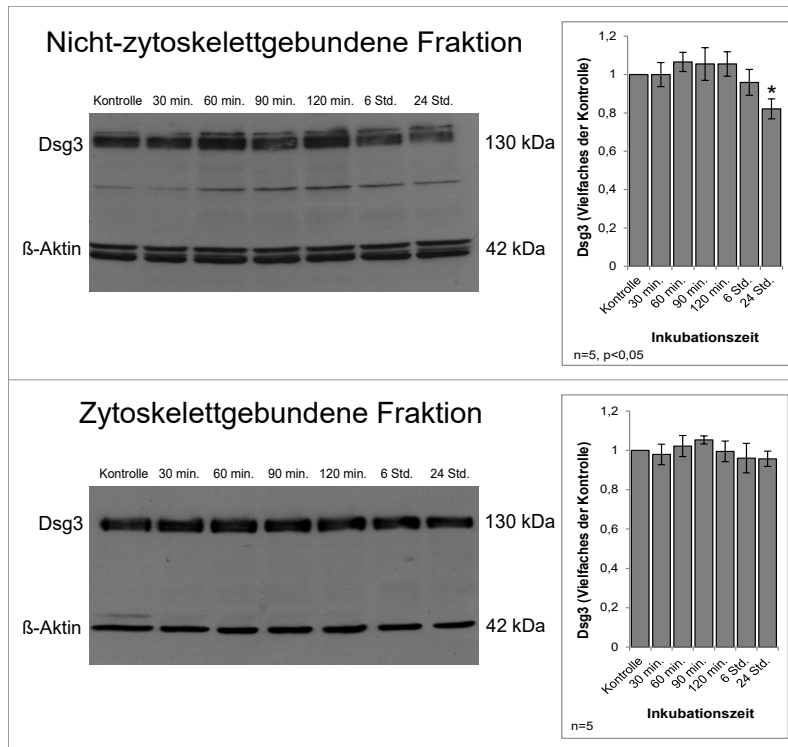 Nicht-zytoskelettgebundene Fraktion
Kontrolle 30 min. 60 min. 90 min. 120 min. 6 Std. 24 Std.
Dsg3 130 kDa
ß-Aktin 42 kDa
Dsg3 (Vielfaches der Kontrolle)
1,2
1
0,8
0,6
0,4
0,2
0
*
Kontrolle 30 min. 60 min. 90 min. 120 min. 6 Std. 24 Std.
Inkubationszeit
n=5, p<0,05
Zytoskelettgebundene Fraktion
Kontrolle 30 min. 60 min. 90 min. 120 min. 6 Std. 24 Std.
Dsg3 130 kDa
ß-Aktin 42 kDa
Dsg3 (Vielfaches der Kontrolle)
1,2
1
0,8
0,6
0,4
0,2
0
Kontrolle 30 min. 60 min. 90 min. 120 min. 6 Std. 24 Std.
Inkubationszeit
n=5